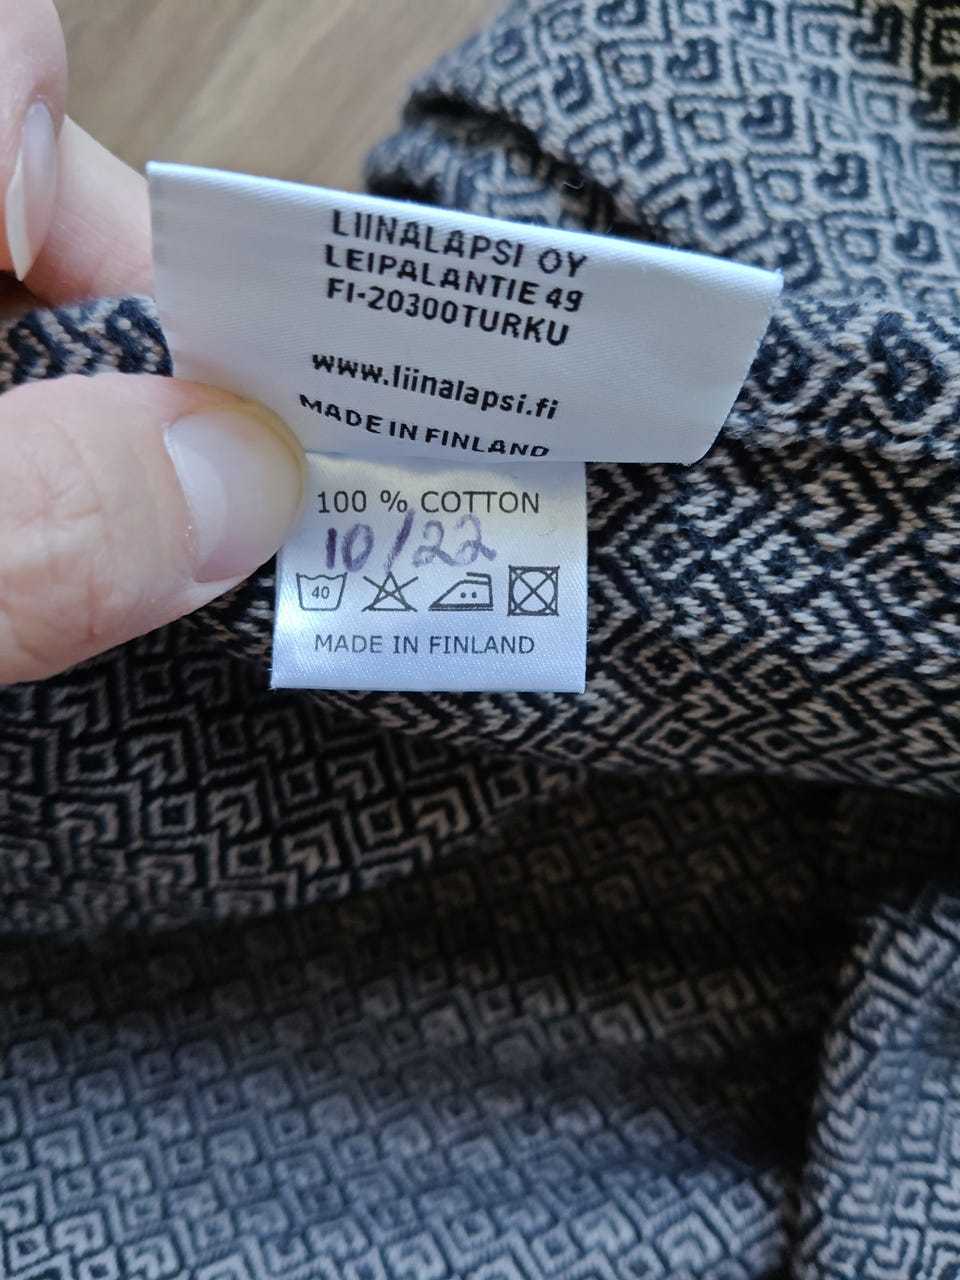 LIINALAPSI OY
LEIPALANTIE 49
FI-20300TURKU
www.liinalapsi.fi
MADE IN FINLAND
100 % COTTON
10/22
40
MADE IN FINLAND